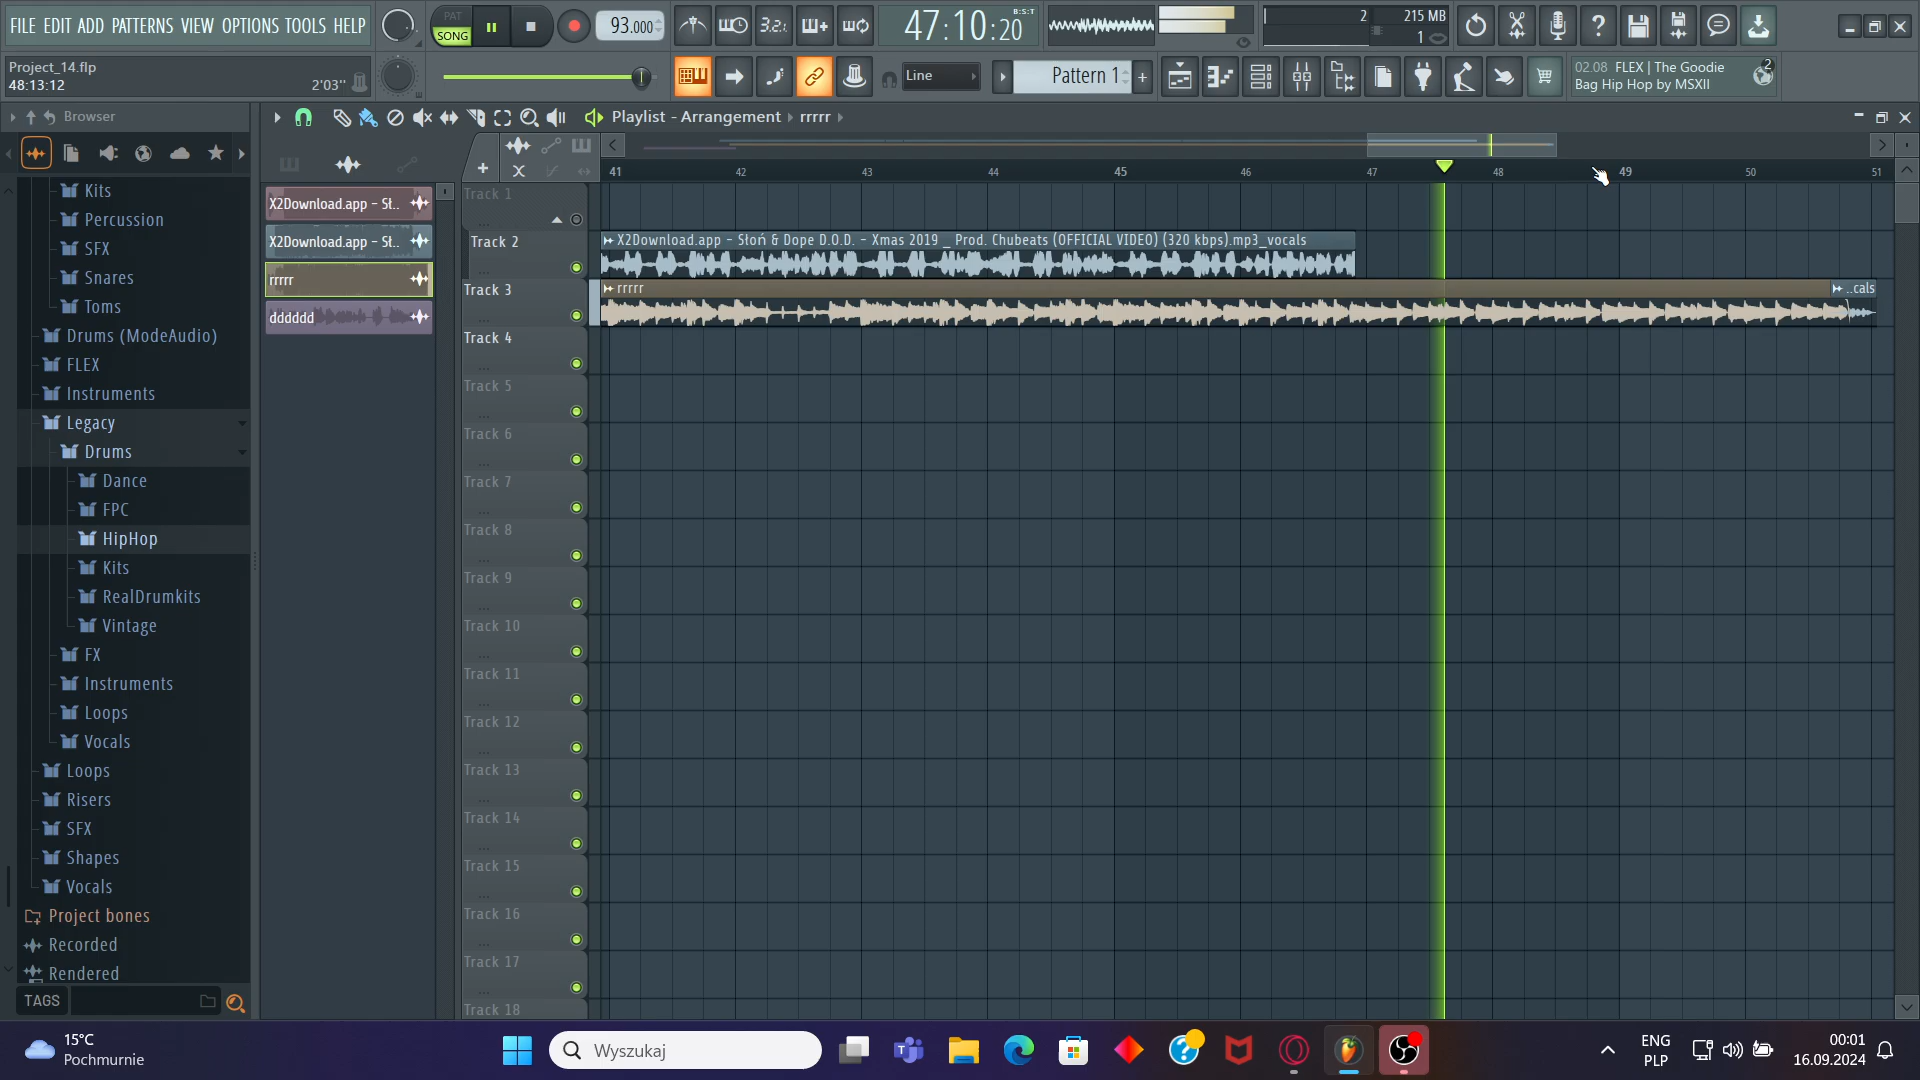 FILE EDIT ADD PATTERNS VIEW OPTIONS TOOLS HELP
PAT
SONG
93.000
3.2.
47:10:20
B:S:T
2
215 MB
1
Project_14.flp
48:13:12
2'03"
Line
Pattern 1
02.08 FLEX | The Goodie
Bag Hip Hop by MSXII
2
Browser
Playlist - Arrangement › rrrrr ›
Kits
Percussion
SFX
Snares
Toms
Drums (ModeAudio)
FLEX
Instruments
Legacy
Drums
Dance
FPC
HipHop
Kits
RealDrumkits
Vintage
FX
Instruments
Loops
Vocals
Loops
Risers
SFX
Shapes
Vocals
Project bones
Recorded
Rendered
TAGS
X2Download.app - Sł..
X2Download.app - Sł..
rrrrr
dddddd
41 42 43 44 45 46 47 48 49 50 51
Track 1
Track 2
X2Download.app - Słoń & Dope D.O.D. - Xmas 2019 _ Prod. Chubeats (OFFICIAL VIDEO) (320 kbps).mp3_vocals
Track 3
rrrrr
..cals
Track 4
Track 5
Track 6
Track 7
Track 8
Track 9
Track 10
Track 11
Track 12
Track 13
Track 14
Track 15
Track 16
Track 17
Track 18
15°C
Pochmurnie
Wyszukaj
ENG
PLP
00:01
16.09.2024